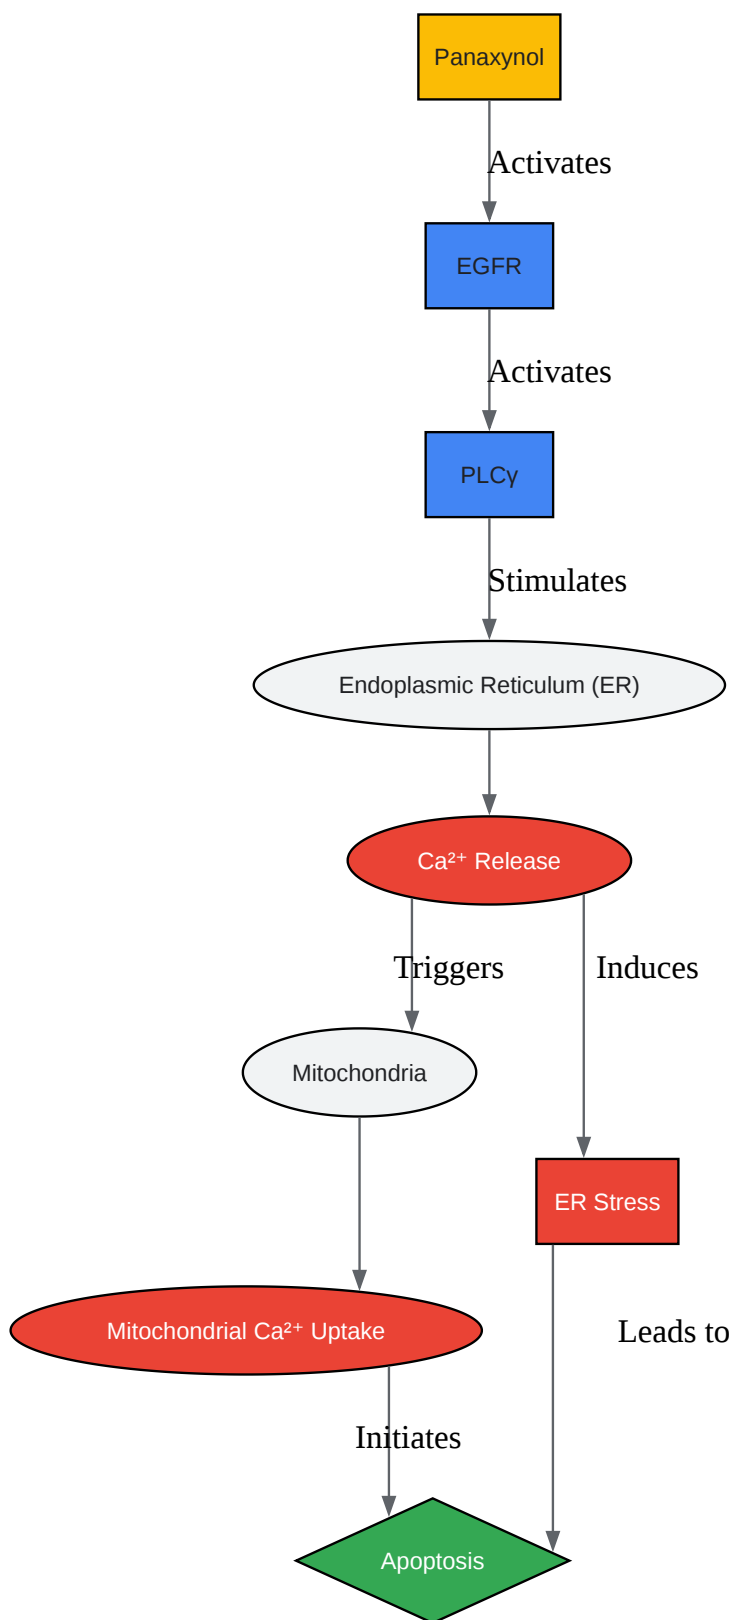 Panaxynol
Activates
EGFR
Activates
PLCγ
Stimulates
Endoplasmic Reticulum (ER)
Ca²⁺ Release
Triggers
Induces
Mitochondria
ER Stress
Mitochondrial Ca²⁺ Uptake
Leads to
Initiates
Apoptosis